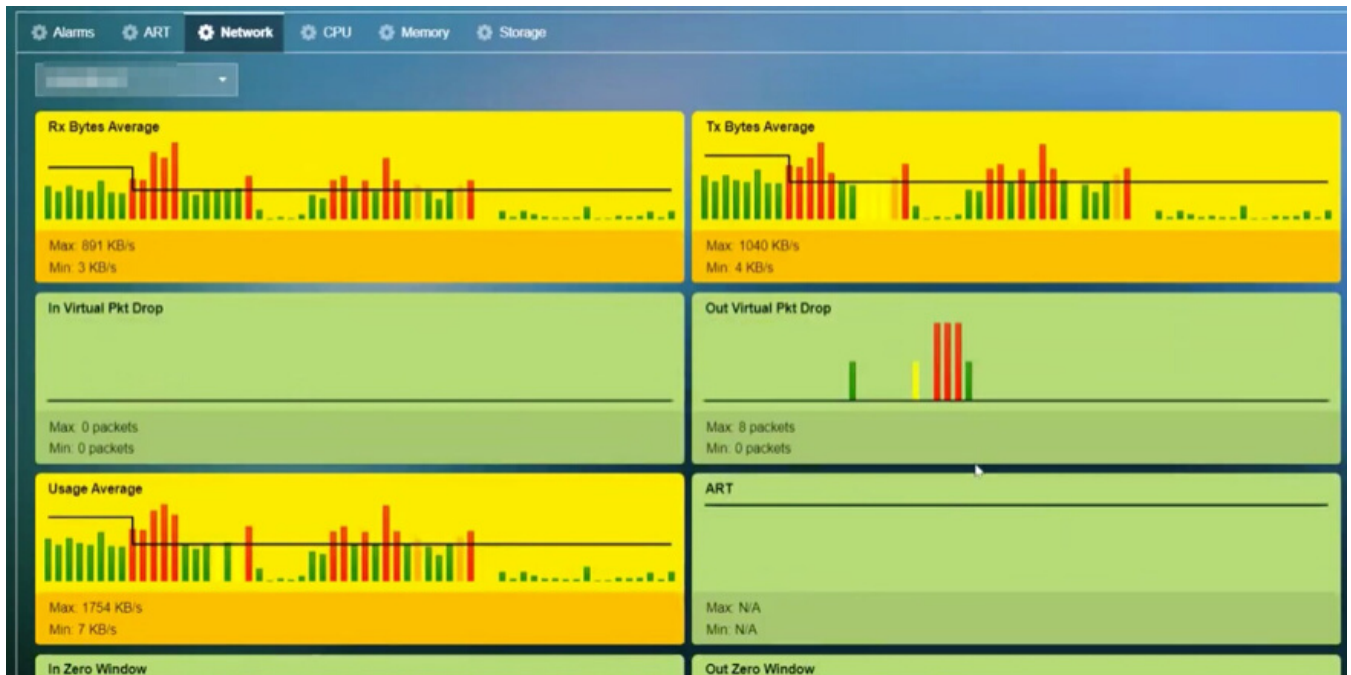 Alarms ART Network CPU Memory Storage
Rx Bytes Average
Max: 891 KB/s
Min: 3 KB/s
Tx Bytes Average
Max: 1040 KB/s
Min: 4 KB/s
In Virtual Pkt Drop
Max: 0 packets
Min: 0 packets
Out Virtual Pkt Drop
Max: 8 packets
Min: 0 packets
Usage Average
Max: 1754 KB/s
Min: 7 KB/s
ART
Max: N/A
Min: N/A
In Zero Window
Out Zero Window